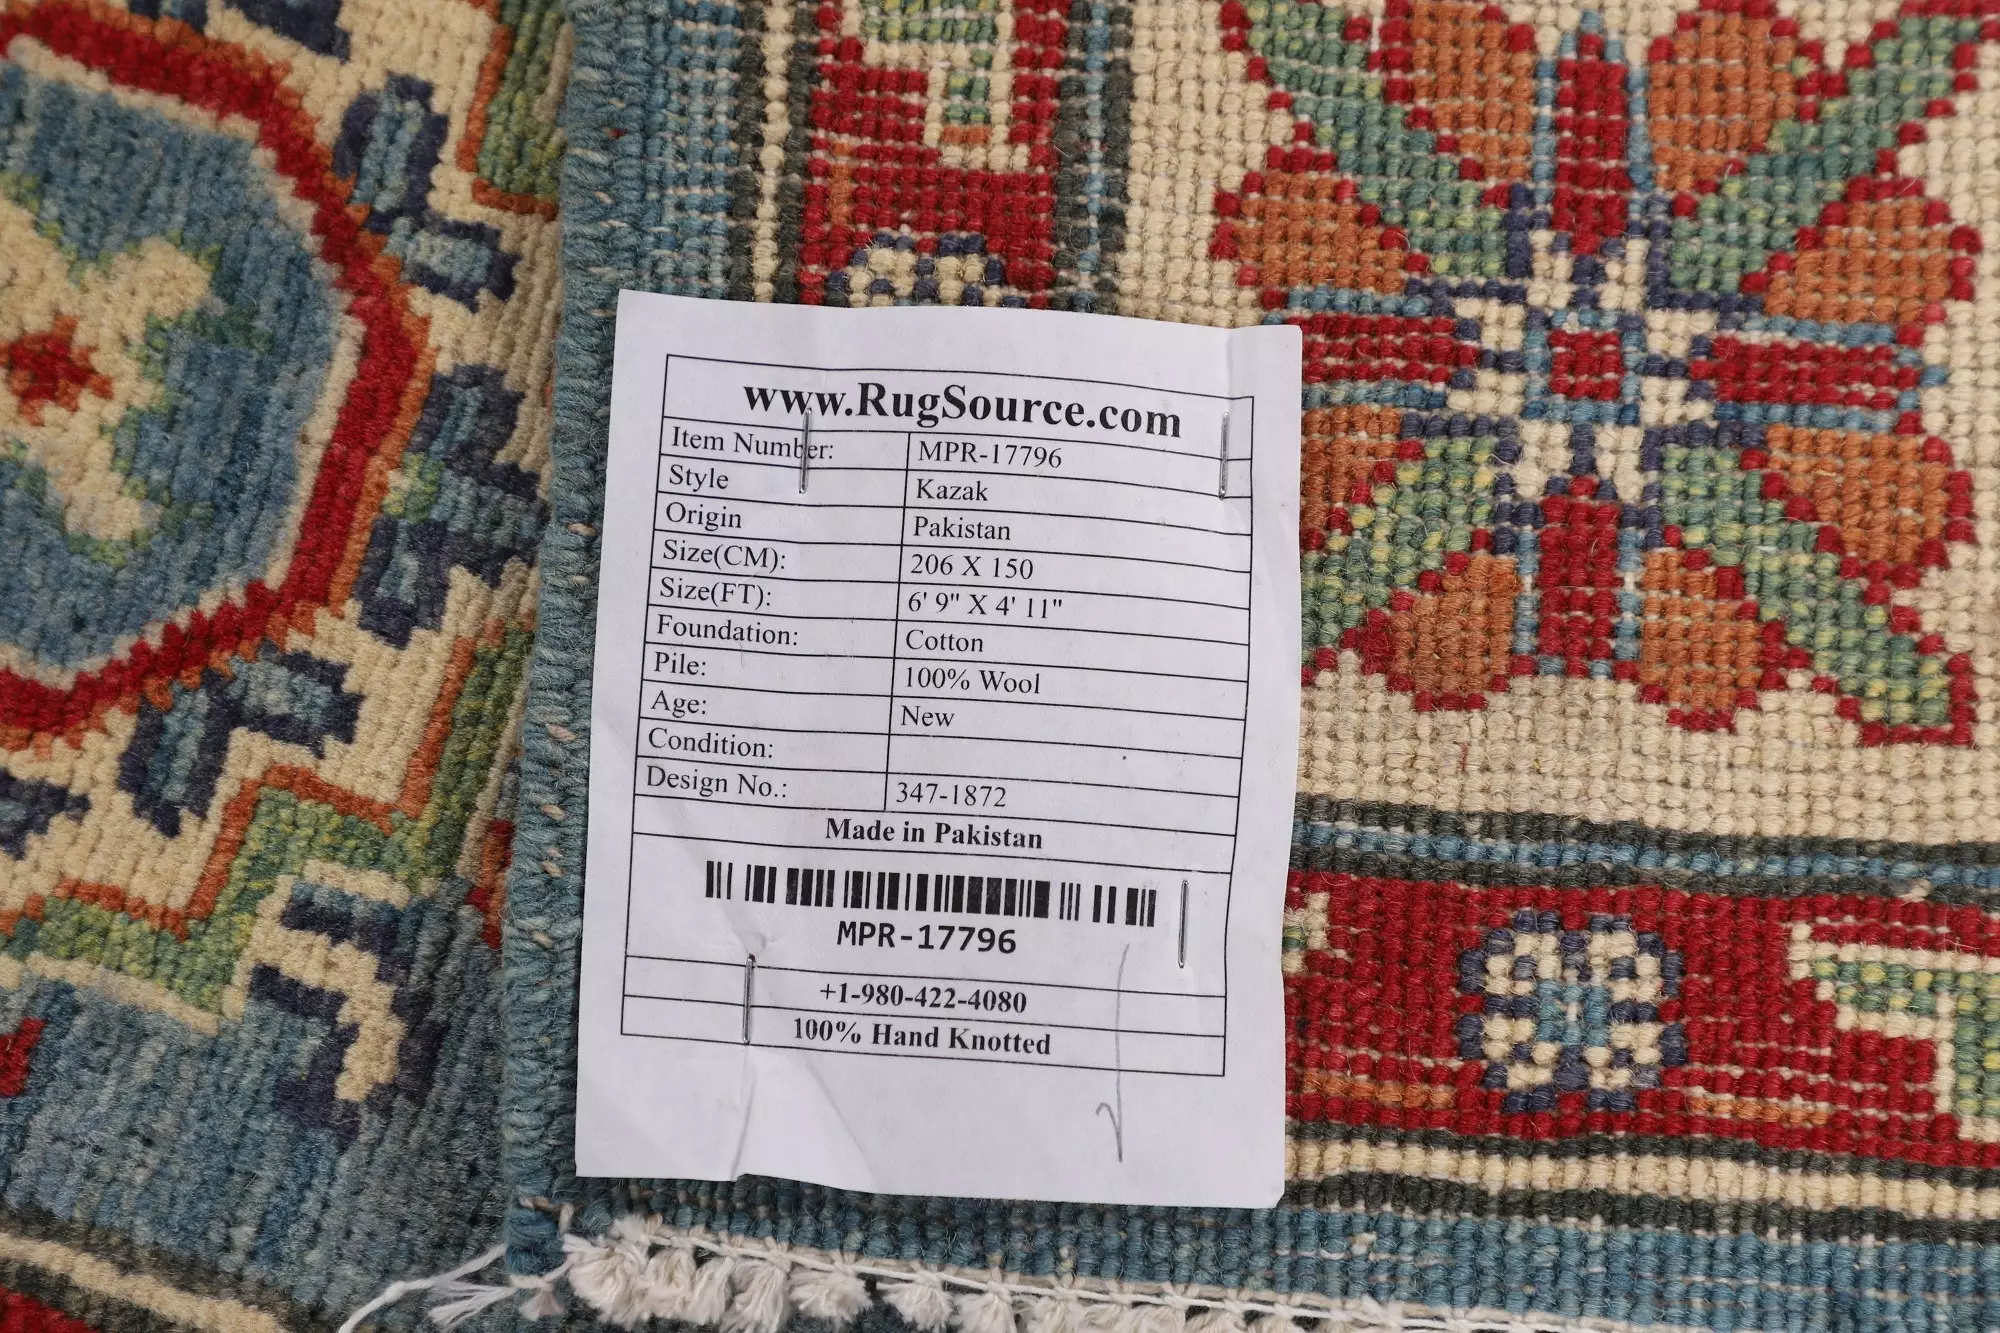 www.RugSource.com
Item Number: MPR-17796
Style Kazak
Origin Pakistan
Size(CM): 206 X 150
Size(FT): 6' 9" X 4' 11"
Foundation: Cotton
Pile: 100% Wool
Age: New
Condition:
Design No.: 347-1872
Made in Pakistan
MPR-17796
+1-980-422-4080
100% Hand Knotted